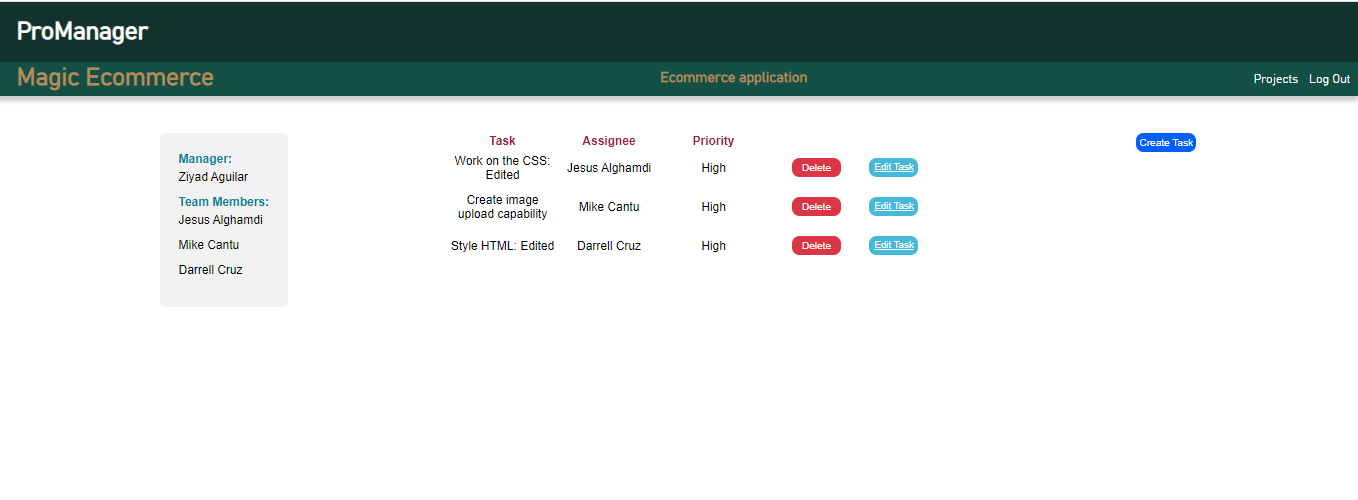 ProManager
Magic Ecommerce
Ecommerce application
Projects
Log Out
Manager:
Ziyad Aguilar
Team Members:
Jesus Alghamdi
Mike Cantu
Darrell Cruz
Task Assignee Priority
Work on the CSS:
Edited
Jesus Alghamdi High Delete Edit Task
Create image
upload capability
Mike Cantu High Delete Edit Task
Style HTML: Edited Darrell Cruz High Delete Edit Task
Create Task